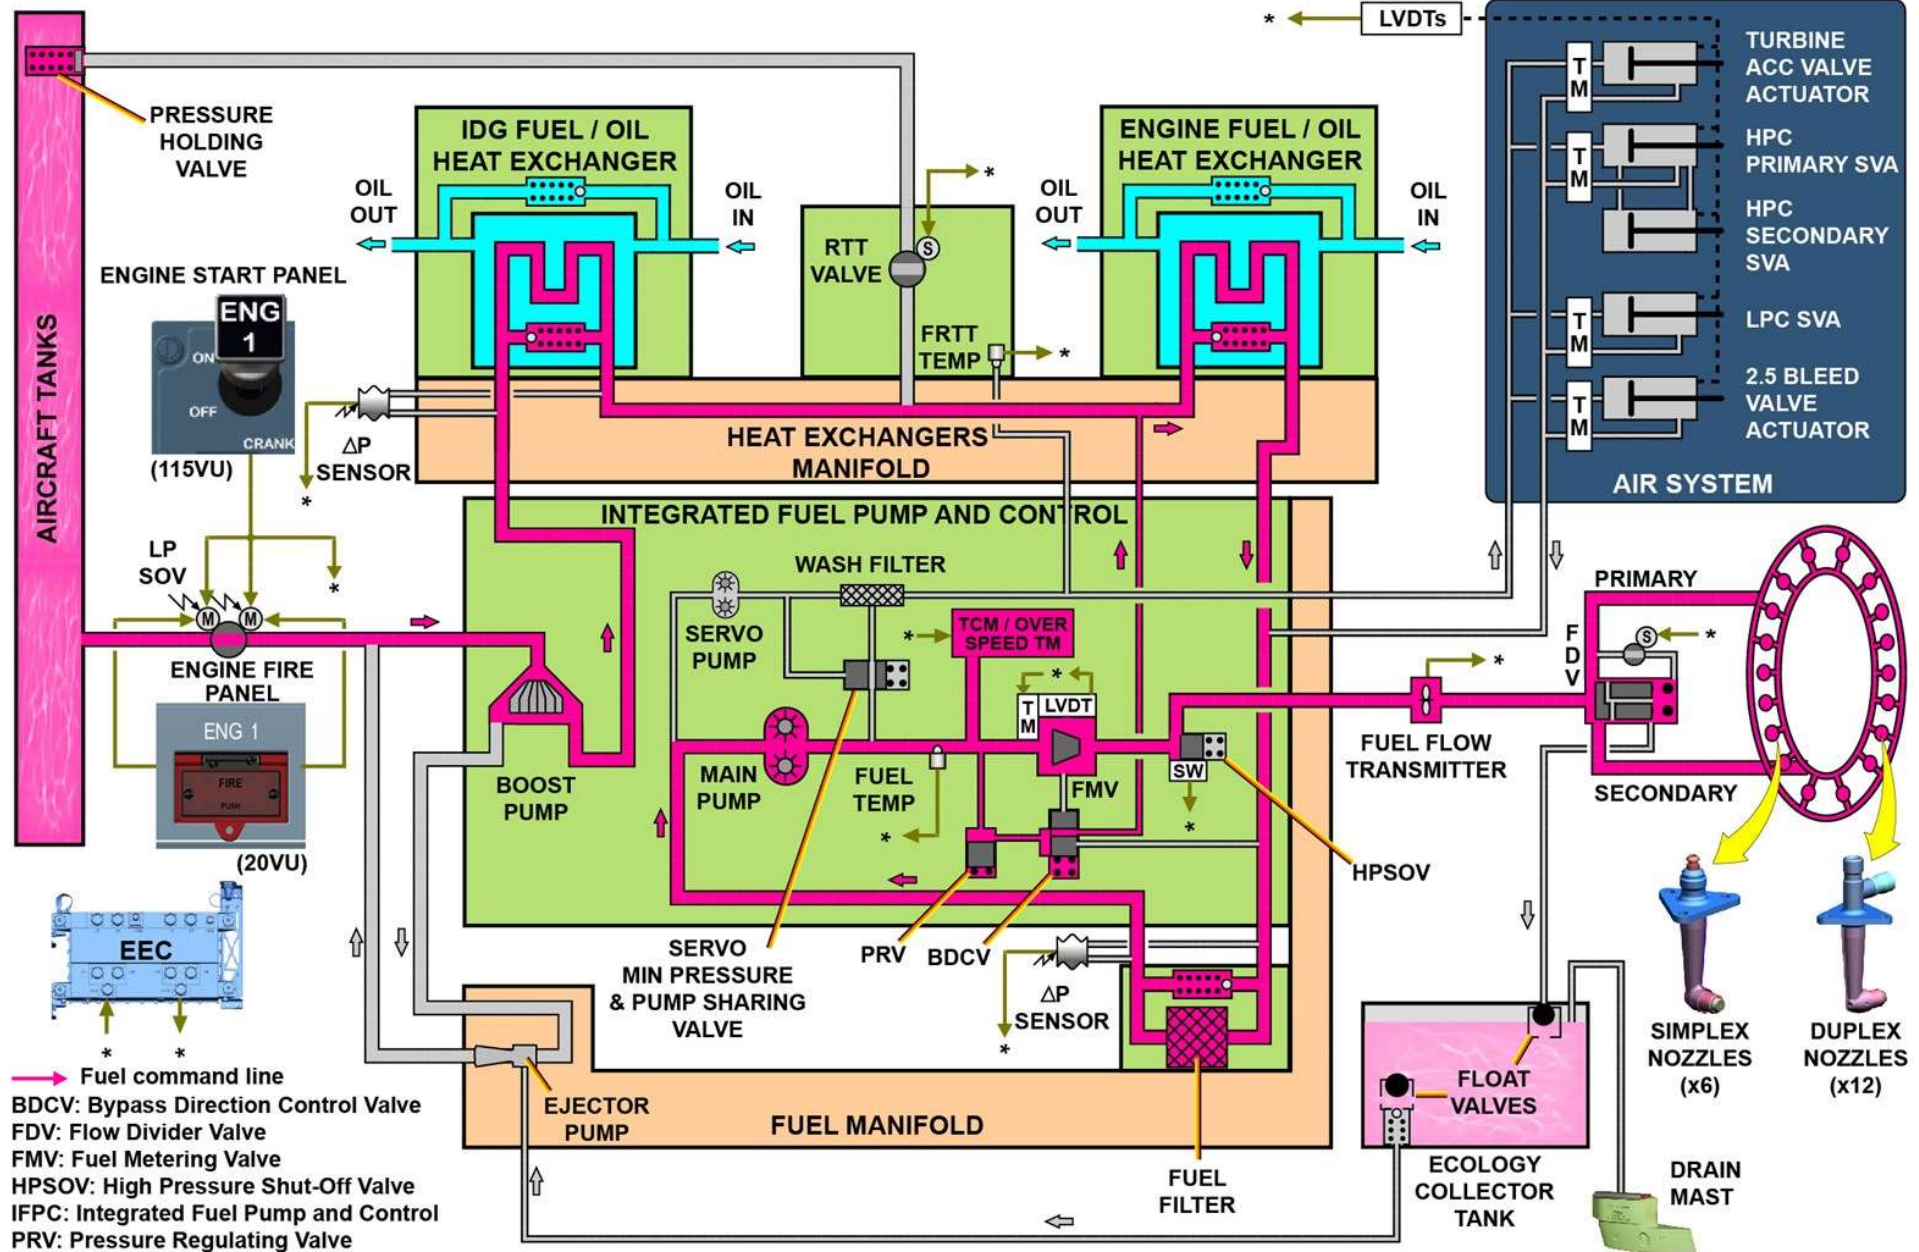 * LVDTs
TURBINE
ACC VALVE
ACTUATOR
TM
PRESSURE
HOLDING
VALVE
IDG FUEL / OIL
HEAT EXCHANGER
ENGINE FUEL / OIL
HEAT EXCHANGER
HPC
PRIMARY SVA
TM
OIL
OUT
OIL
IN
*
OIL
OUT
OIL
IN
HPC
SECONDARY
SVA
RTT
VALVE
S
ENGINE START PANEL
ENG
1
ON
OFF
CRANK
(115VU)
FRTT
TEMP
*
LPC SVA
TM
2.5 BLEED
VALVE
ACTUATOR
TM
AIR SYSTEM
AIRCRAFT TANKS
ΔP
SENSOR
*
HEAT EXCHANGERS
MANIFOLD
INTEGRATED FUEL PUMP AND CONTROL
LP
SOV
*
M
M
WASH FILTER
SERVO
PUMP
* TCM / OVER
SPEED TM
PRIMARY
FDV
S
*
ENGINE FIRE
PANEL
ENG 1
FIRE
PUSH
(20VU)
*
TM
LVDT
*
BOOST
PUMP
MAIN
PUMP
FUEL
TEMP
*
FMV
SW
*
FUEL FLOW
TRANSMITTER
SECONDARY
HPSOV
EEC
* *
SERVO
MIN PRESSURE
& PUMP SHARING
VALVE
PRV
BDCV
ΔP
SENSOR
*
SIMPLEX
NOZZLES
(x6)
DUPLEX
NOZZLES
(x12)
FLOAT
VALVES
EJECTOR
PUMP
FUEL MANIFOLD
FUEL
FILTER
ECOLOGY
COLLECTOR
TANK
DRAIN
MAST
Fuel command line
BDCV: Bypass Direction Control Valve
FDV: Flow Divider Valve
FMV: Fuel Metering Valve
HPSOV: High Pressure Shut-Off Valve
IFPC: Integrated Fuel Pump and Control
PRV: Pressure Regulating Valve